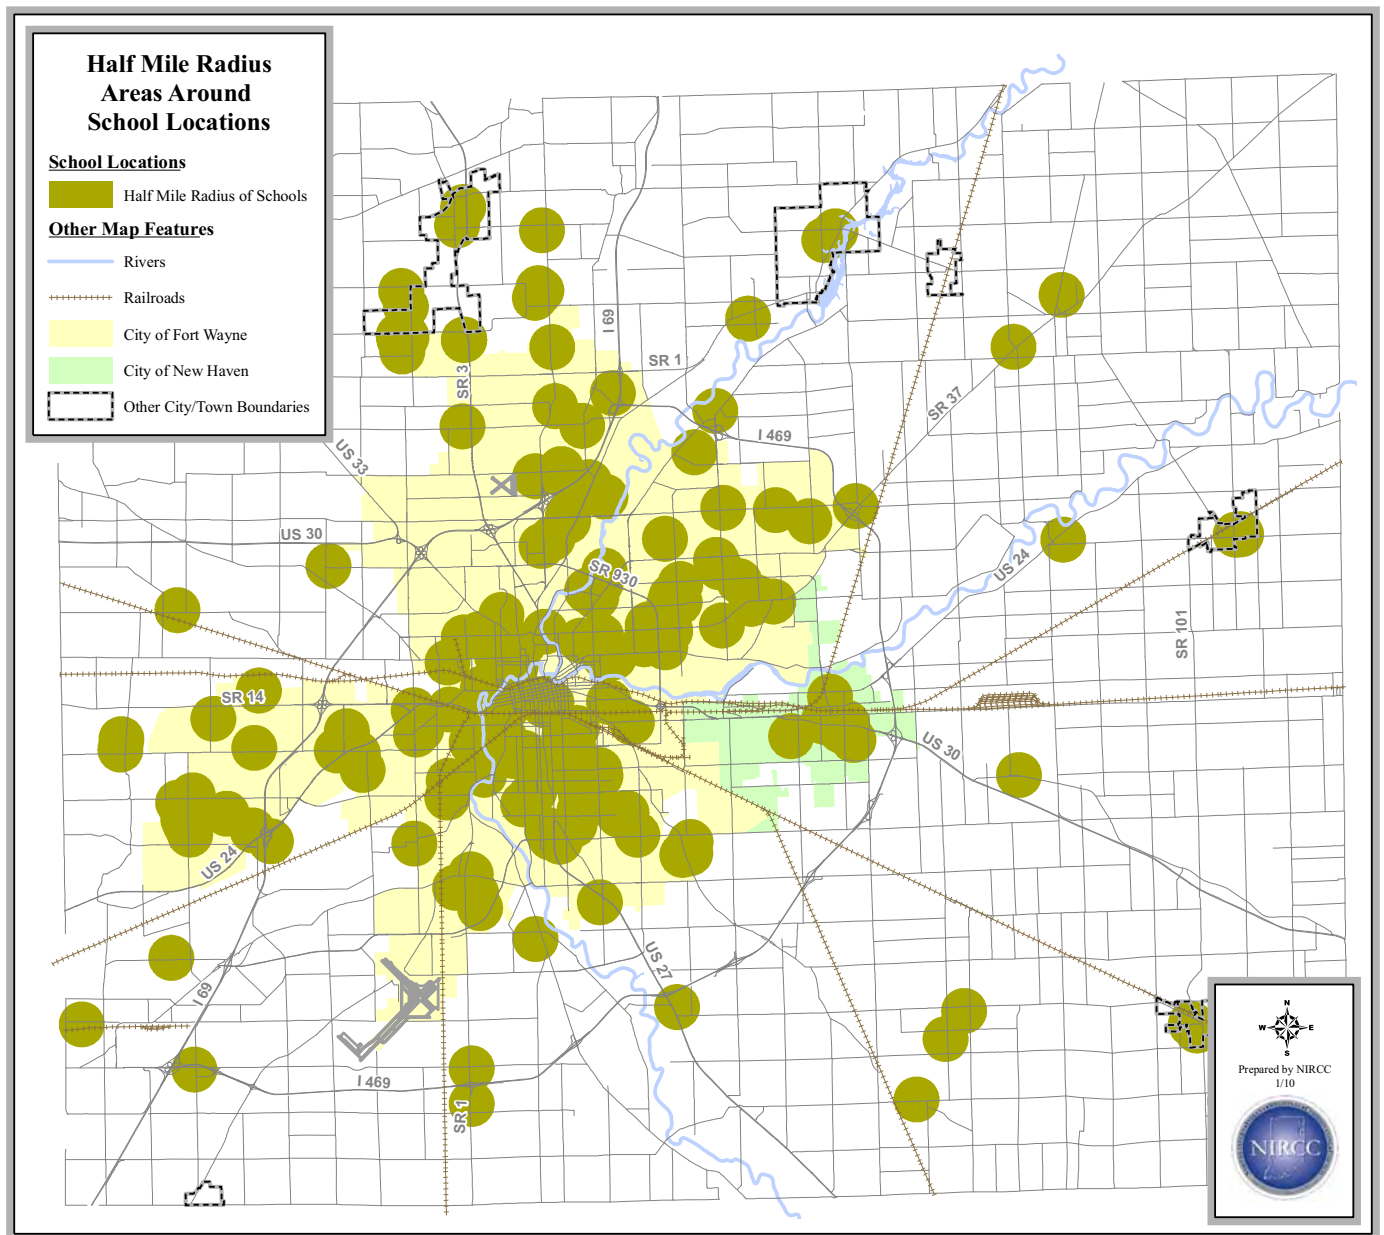 Half Mile Radius
Areas Around
School Locations
School Locations
Half Mile Radius of Schools
Other Map Features
Rivers
Railroads
City of Fort Wayne
City of New Haven
Other City/Town Boundaries
I 69
SR 1
SR 3
SR 37
I 469
US 33
US 30
SR 930
US 24
SR 101
SR 14
US 30
US 24
US 27
I 69
I 469
SR 1
N
W E
S
Prepared by NIRCC
1/10
NIRCC